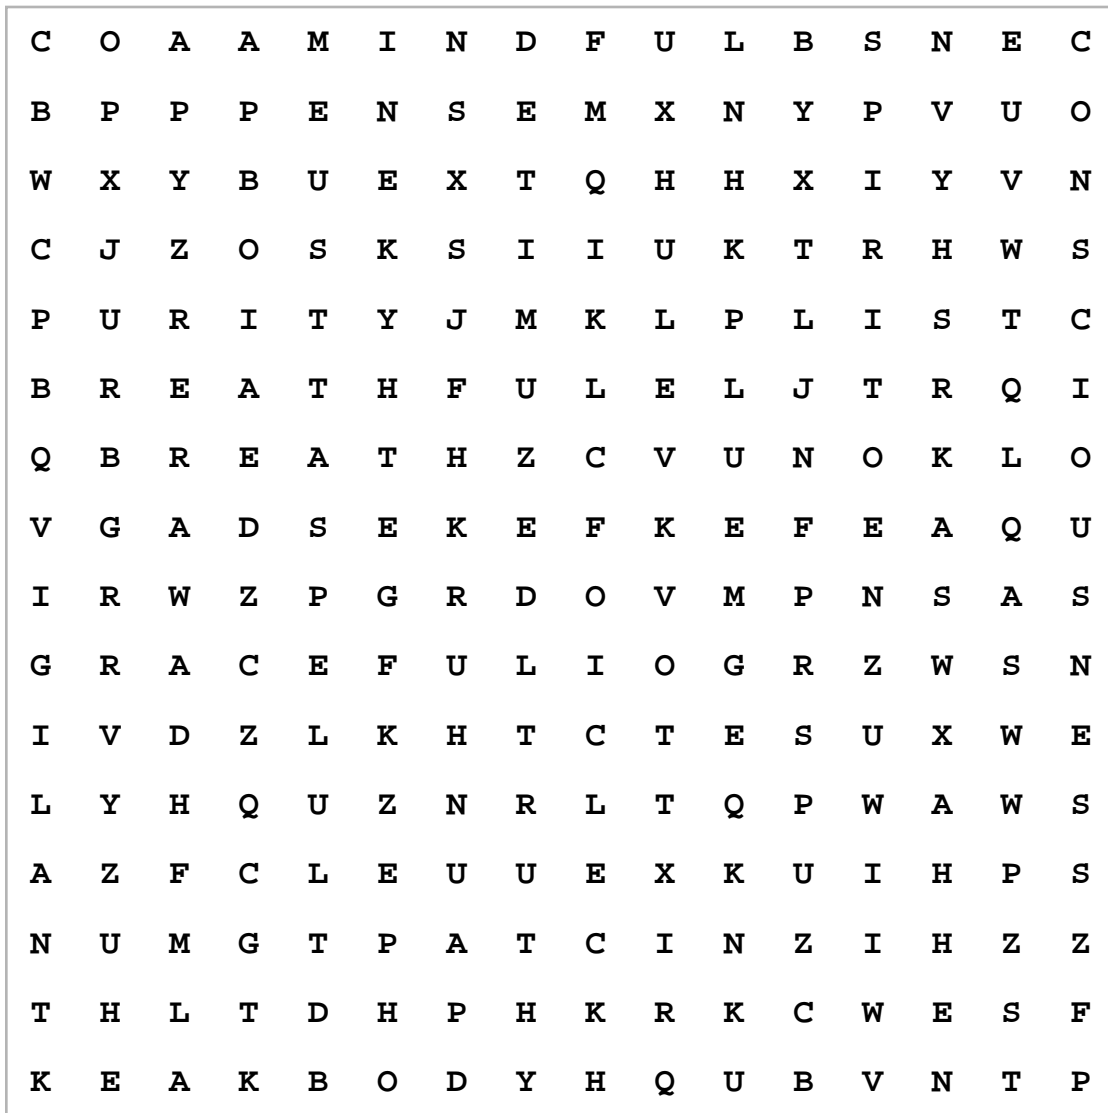 C O A A M I N D F U L B S N E C
B P P P E N S E M X N Y P V U O
W X Y B U E X T Q H H X I Y V N
C J Z O S K S I I U K T R H W S
P U R I T Y J M K L P L I S T C
B R E A T H F U L E L J T R Q I
Q B R E A T H Z C V U N O K L O
V G A D S E K E F K E F E A Q U
I R W Z P G R D O V M P N S A S
G R A C E F U L I O G R Z W S N
I V D Z L K H T C T E S U X W E
L Y H Q U Z N R L T Q P W A W S
A Z F C L E U U E X K U I H P S
N U M G T P A T C I N Z I H Z Z
T H L T D H P H K R K C W E S F
K E A K B O D Y H Q U B V N T P